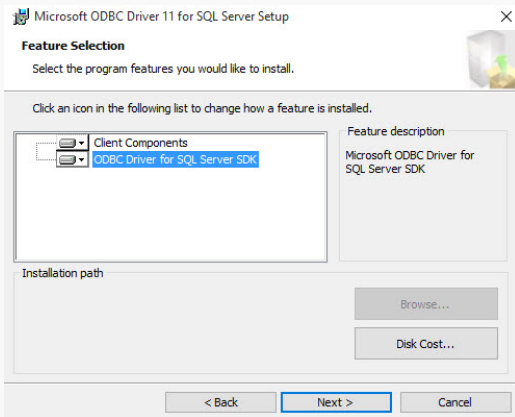 Microsoft ODBC Driver 11 for SQL Server Setup
Feature Selection
Select the program features you would like to install.
Click an icon in the following list to change how a feature is installed.
Client Components
ODBC Driver for SQL Server SDK
Feature description
Microsoft ODBC Driver for
SQL Server SDK
Installation path
Browse...
Disk Cost...
< Back
Next >
Cancel